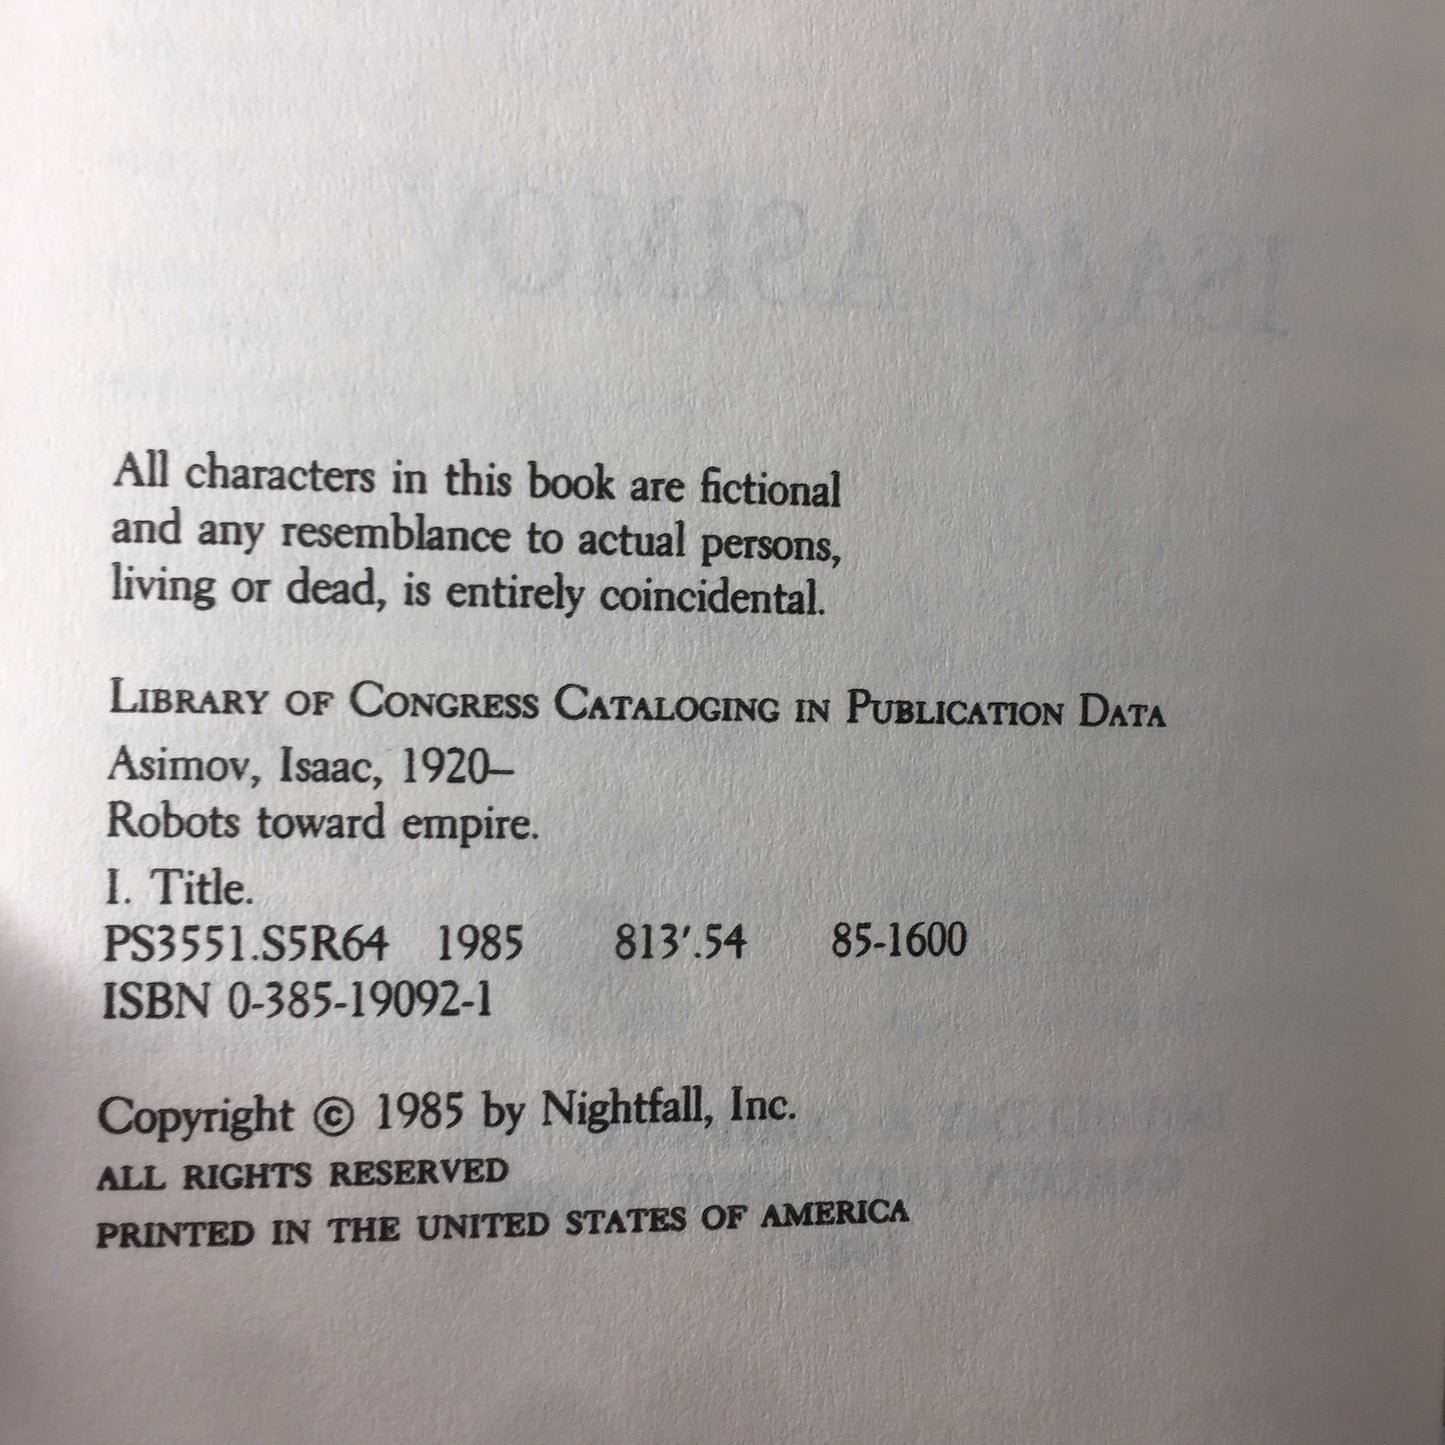 ISAAC ASIMOV
All characters in this book are fictional
and any resemblance to actual persons,
living or dead, is entirely coincidental.
LIBRARY OF CONGRESS CATALOGING IN PUBLICATION DATA
Asimov, Isaac, 1920–
Robots toward empire.
I. Title.
PS3551.S5R64 1985 813′.54 85-1600
ISBN 0-385-19092-1
Copyright © 1985 by Nightfall, Inc.
ALL RIGHTS RESERVED
PRINTED IN THE UNITED STATES OF AMERICA